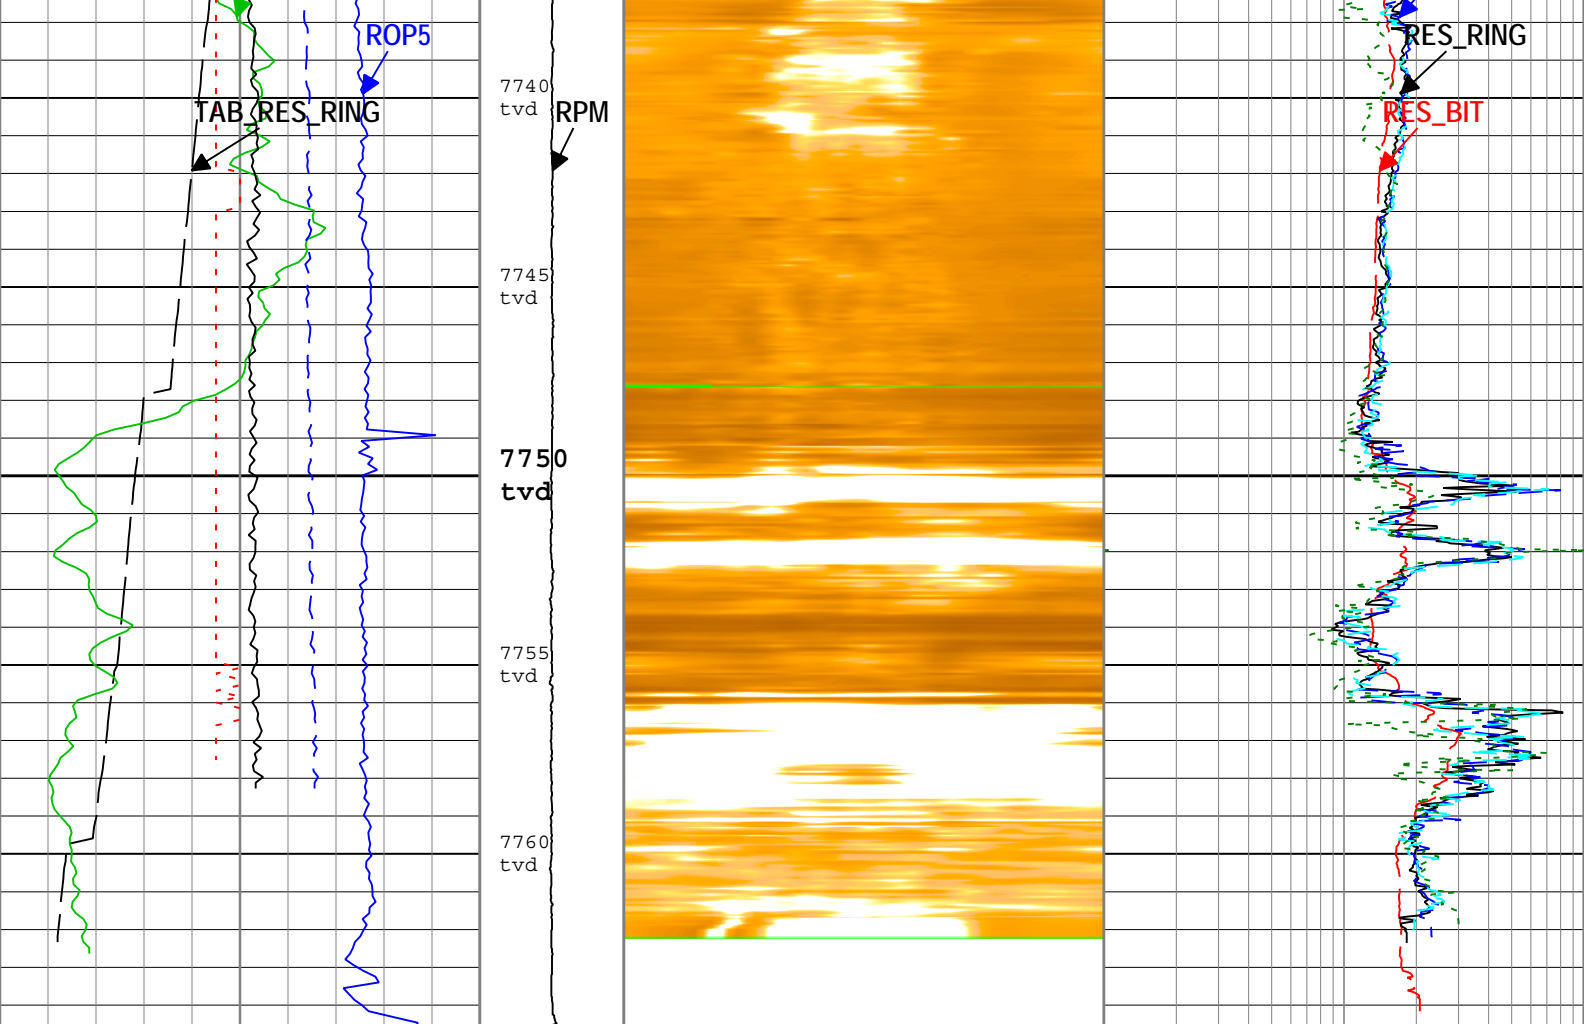 ROP5
RES_RING
7740
tvd
TAB_RES_RING
RPM
RES_BIT
7745
tvd
7750
tvd
7755
tvd
7760
tvd